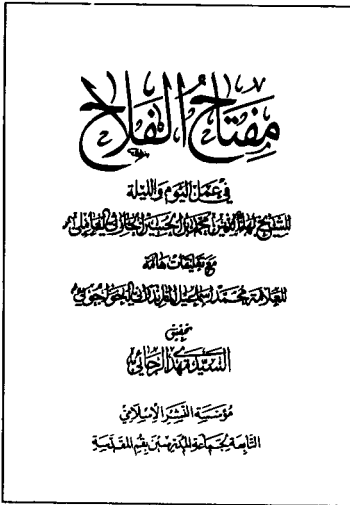 مفتاح الفلاح
في عمل اليوم والليلة
للشيخ بهاء الدين محمد بن الحسين الحارثي العاملي
مع تعليقات هامة
للعلامة محمد اسماعيل المازندراني الخواجوئي
تحقيق
السيد مهدي الرجائي
مؤسسة النشر الإسلامي
التابعة لجماعة المدرسين بقم المقدسة